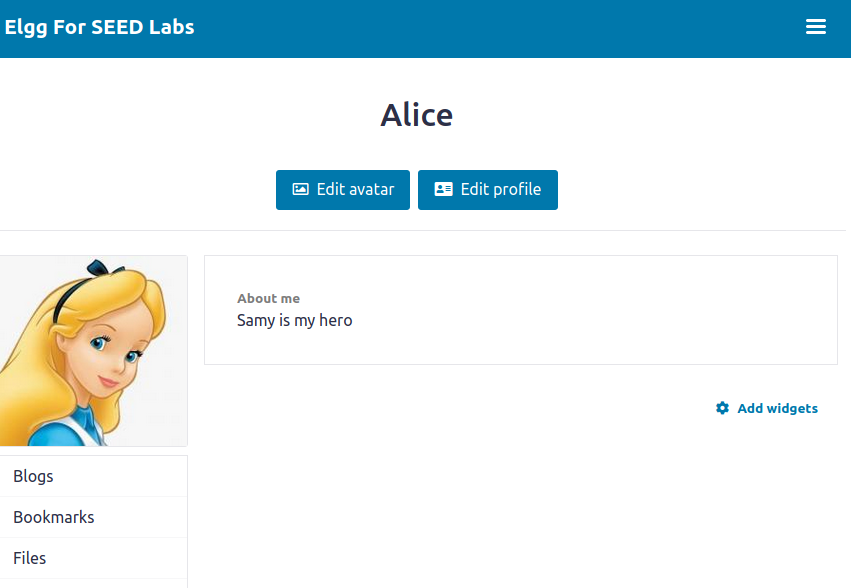 Elgg For SEED Labs
Alice
Edit avatar
Edit profile
About me
Samy is my hero
Add widgets
Blogs
Bookmarks
Files